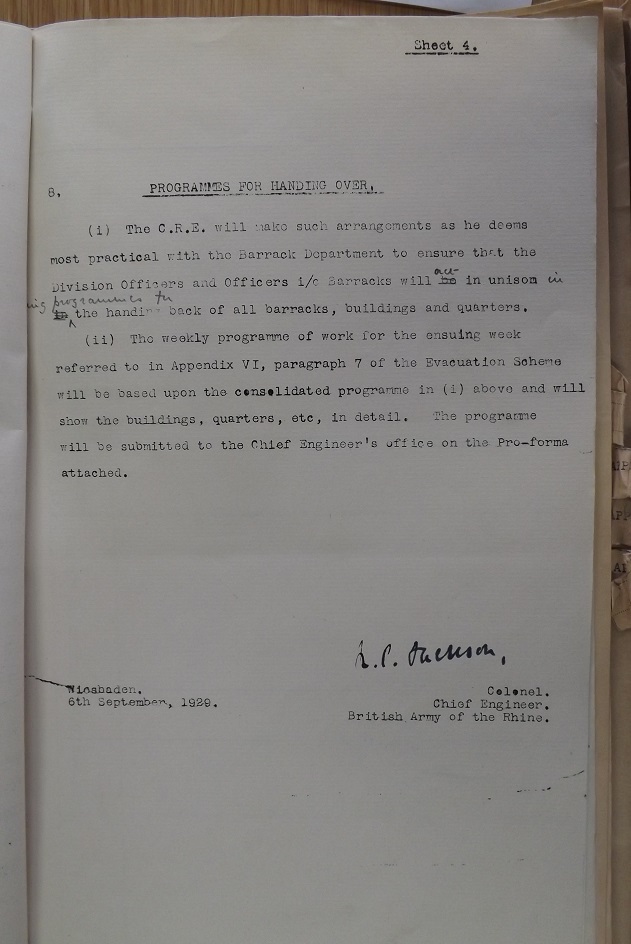 Sheet 4.
8. PROGRAMMES FOR HANDING OVER.
(i) The C.R.E. will make such arrangements as he deems
most practical with the Barrack Department to ensure that the
act
Division Officers and Officers i/c Barracks will in unison in
ing programmes for
the handing back of all barracks, buildings and quarters.
(ii) The weekly programme of work for the ensuing week
referred to in Appendix VI, paragraph 7 of the Evacuation Scheme
will be based upon the consolidated programme in (i) above and will
show the buildings, quarters, etc, in detail. The programme
will be submitted to the Chief Engineer's office on the Pro-forma
attached.
Jackson,
Wiesbaden. Colonel.
6th September, 1929. Chief Engineer.
British Army of the Rhine.